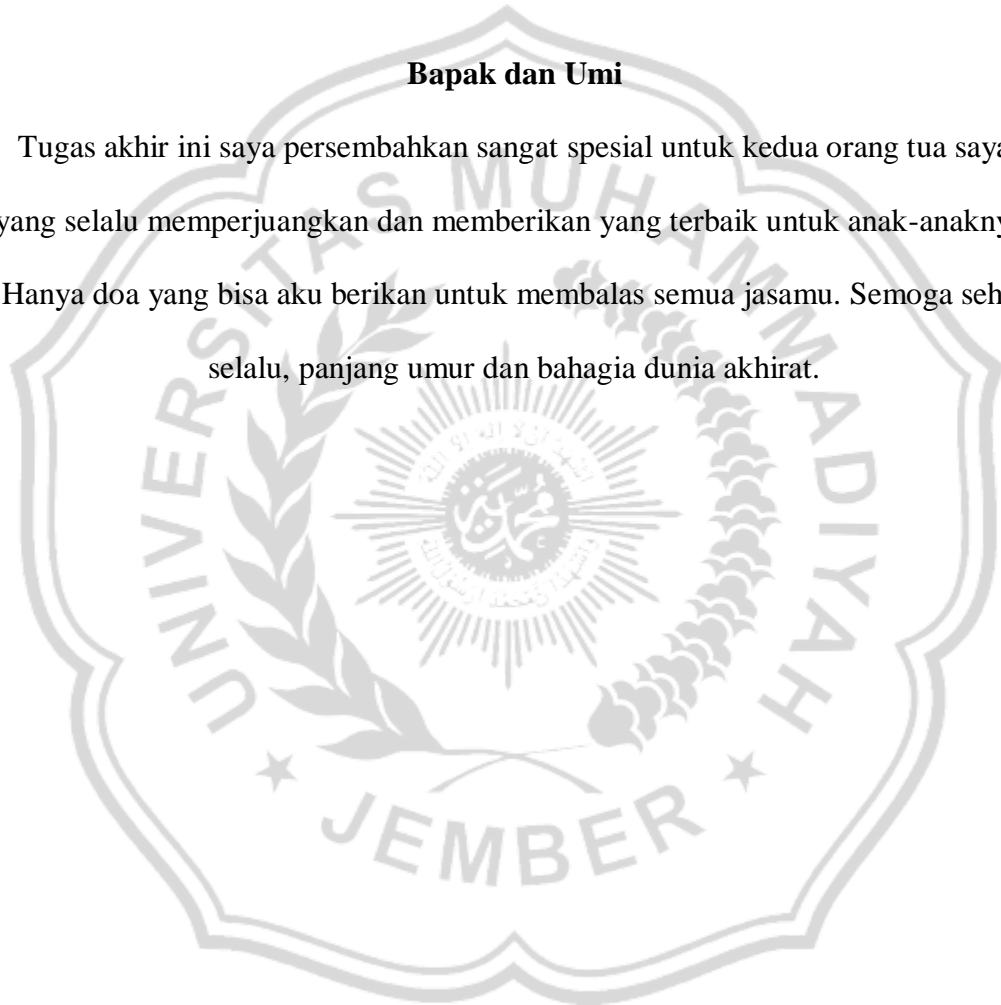 Bapak dan Umi
Tugas akhir ini saya persembahkan sangat spesial untuk kedua orang tua saya
yang selalu memperjuangkan dan memberikan yang terbaik untuk anak-anakny
Hanya doa yang bisa aku berikan untuk membalas semua jasamu. Semoga seh
selalu, panjang umur dan bahagia dunia akhirat.
UNIVERSITAS MUHAMMADIYAH
JEMBER